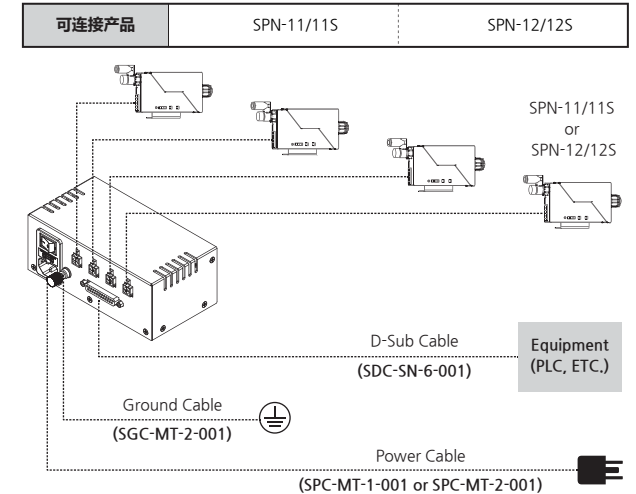 可连接产品 SPN-11/11S SPN-12/12S
SPN-11/11S
or
SPN-12/12S
D-Sub Cable
(SDC-SN-6-001)
Equipment
(PLC, ETC.)
Ground Cable
(SGC-MT-2-001)
Power Cable
(SPC-MT-1-001 or SPC-MT-2-001)